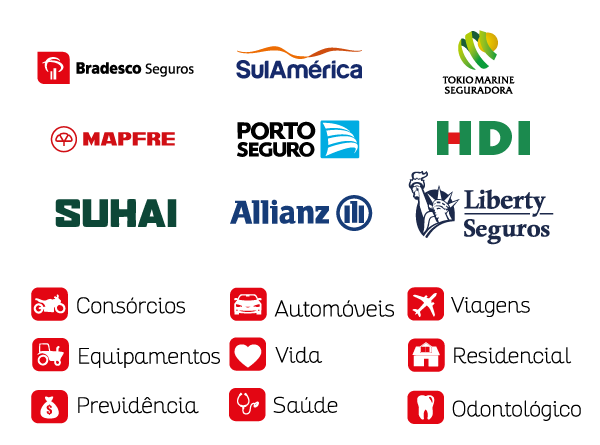 Bradesco Seguros
SulAmérica
TOKIO MARINE
SEGURADORA
MAPFRE
PORTO
SEGURO
HDI
SUHAI
Allianz
Liberty
Seguros
Consórcios
Automóveis
Viagens
Equipamentos
Vida
Residencial
$
Previdência
Saúde
Odontológico